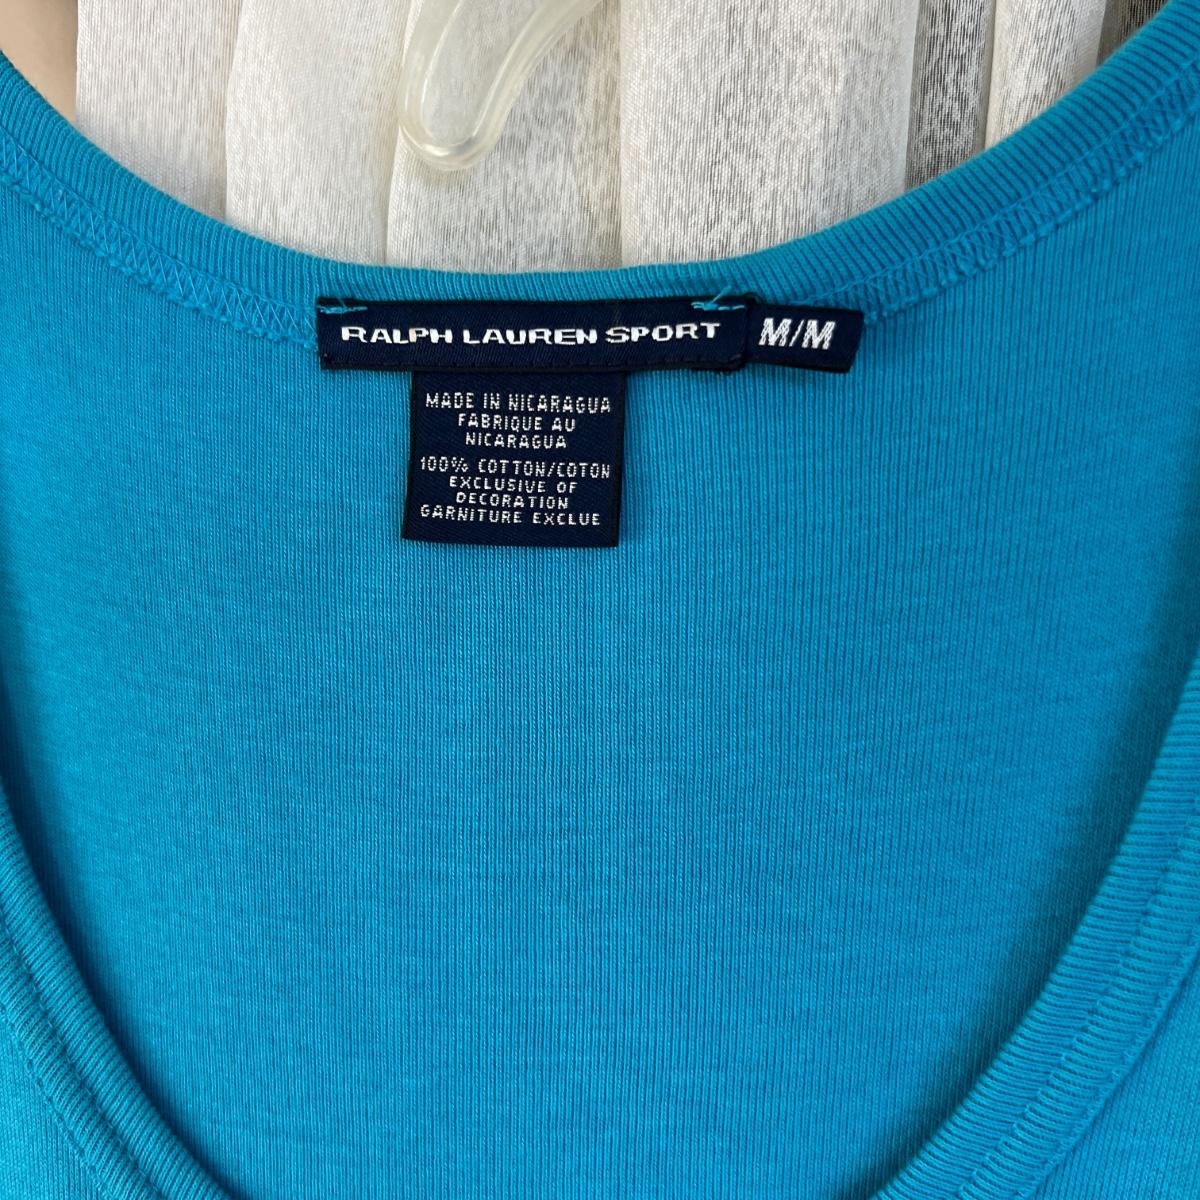 RALPH LAUREN SPORT
M/M
MADE IN NICARAGUA
FABRIQUE AU
NICARAGUA
100% COTTON/COTON
EXCLUSIVE OF
DECORATION
GARNITURE EXCLUE